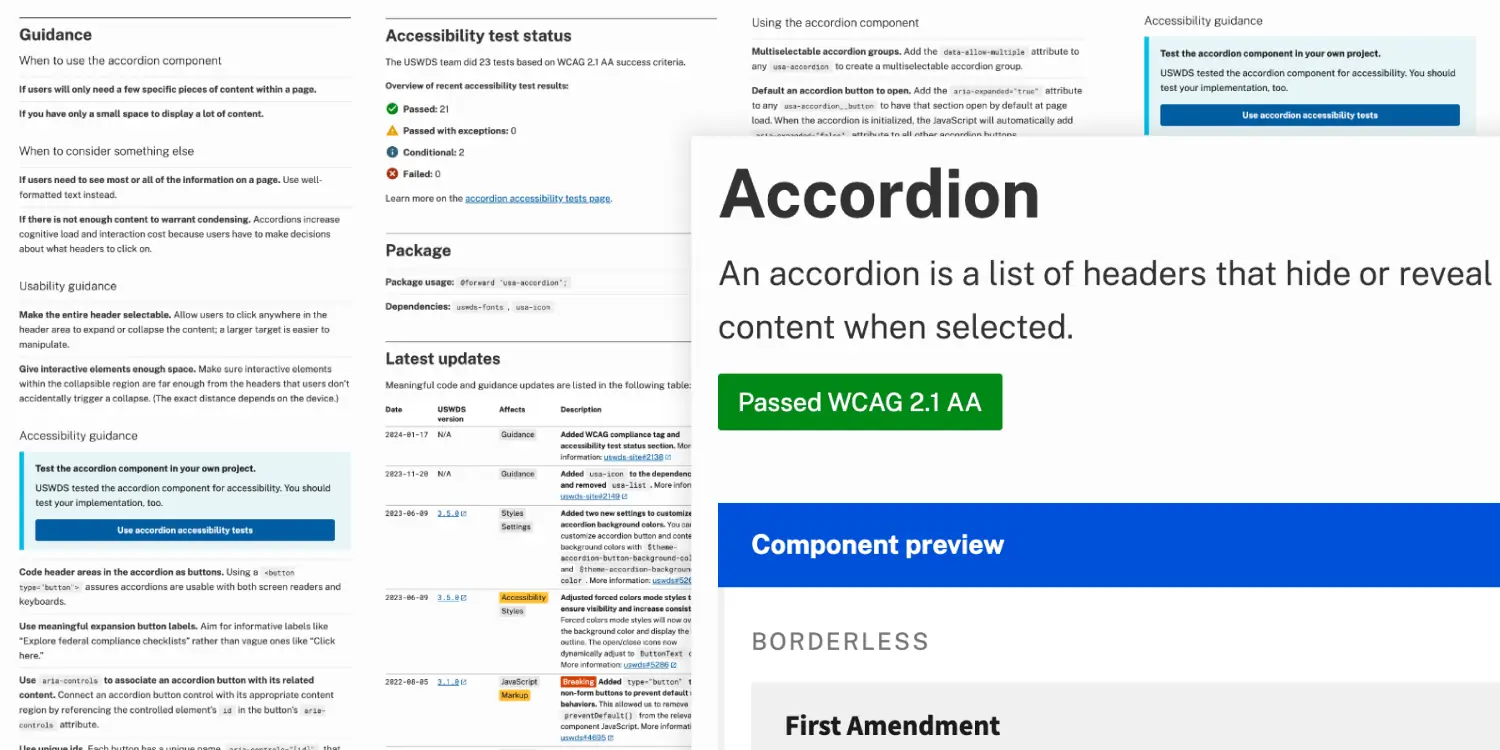 Guidance
When to use the accordion component
If users will only need a few specific pieces of content within a page.
If you have only a small space to display a lot of content.
When to consider something else
If users need to see most or all of the information on a page. Use well-
formatted text instead.
If there is not enough content to warrant condensing. Accordions increase
cognitive load and interaction cost because users have to make decisions
about what headers to click on.
Usability guidance
Make the entire header selectable. Allow users to click anywhere in the
header area to expand or collapse the content; a larger target is easier to
manipulate.
Give interactive elements enough space. Make sure interactive elements
within the collapsible region are far enough from the headers that users don't
accidentally trigger a collapse. (The exact distance depends on the device.)
Accessibility guidance
Test the accordion component in your own project.
USWDS tested the accordion component for accessibility. You should
test your implementation, too.
Use accordion accessibility tests
Code header areas in the accordion as buttons. Using a <button
type="button"> assures accordions are usable with both screen readers and
keyboards.
Use meaningful expansion button labels. Aim for informative labels like
“Explore federal compliance checklists” rather than vague ones like “Click
here.”
Use aria-controls to associate an accordion button with its related
content. Connect an accordion button control with its appropriate content
region by referencing the controlled element's id in the button's aria-
controls attribute.
Use unique ids. Each button has a unique name aria-controls="[id]" that
Accessibility test status
The USWDS team did 23 tests based on WCAG 2.1 AA success criteria.
Overview of recent accessibility test results:
Passed: 21
Passed with exceptions: 0
Conditional: 2
Failed: 0
Learn more on the accordion accessibility tests page.
Package
Package usage: @forward 'usa-accordion';
Dependencies: uswds-fonts , usa-icon
Latest updates
Meaningful code and guidance updates are listed in the following table:
Date USWDS version Affects Description
2024-01-17 N/A Guidance Added WCAG compliance tag and
accessibility test status section. More
information: uswds-site#2138
2023-11-20 N/A Guidance Added usa-icon to the dependenc
and removed usa-list . More infor
uswds-site#2149
2023-06-09 3.5.0 Styles Settings Added two new settings to customize
accordion background colors. You ca
customize accordion button and conte
background colors with $theme-
accordion-button-background-col
and $theme-accordion-backgroun
color . More information: uswds#526
2023-06-09 3.5.0 Accessibility Styles Adjusted forced colors mode styles t
ensure visibility and increase consist
Forced colors mode styles will now ov
the background color and display the
outline. The open/close icons now
dynamically adjust to ButtonText c
More information: uswds#5286
2022-08-05 3.1.0 JavaScript Markup Breaking Added type="button" t
non-form buttons to prevent default
behaviors. This allowed us to remove
preventDefault() from the releva
component JavaScript. More informati
uswds#4695
Using the accordion component
Multiselectable accordion groups. Add the data-allow-multiple attribute to
any usa-accordion to create a multiselectable accordion group.
Default an accordion button to open. Add the aria-expanded="true" attribute
to any usa-accordion__button to have that section open by default at page
load. When the accordion is initialized, the JavaScript will automatically add
aria-expanded="false" attribute to all other accordion buttons.
Accessibility guidance
Test the accordion component in your own project.
USWDS tested the accordion component for accessibility. You should
test your implementation, too.
Use accordion accessibility tests
Accordion
An accordion is a list of headers that hide or reveal
content when selected.
Passed WCAG 2.1 AA
Component preview
BORDERLESS
First Amendment